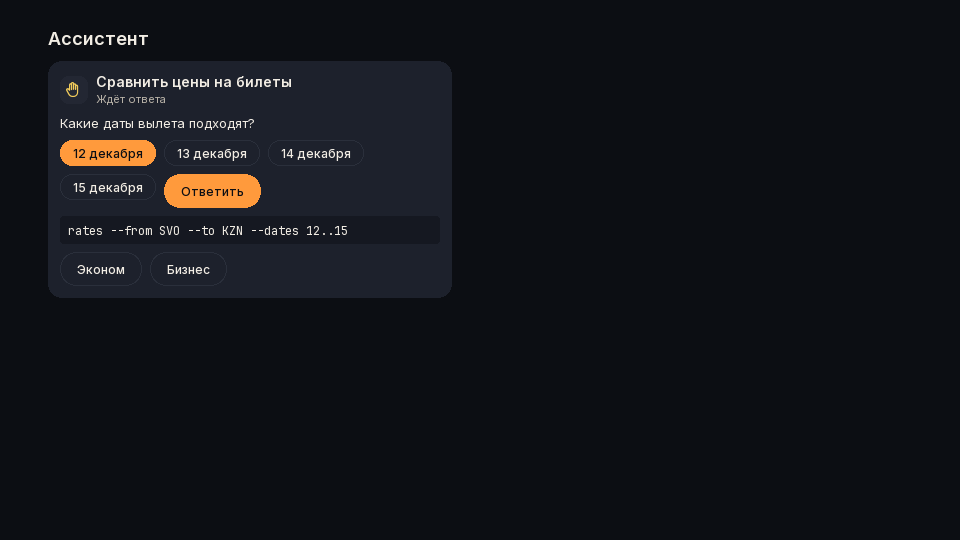 Ассистент
Сравнить цены на билеты
Ждёт ответа
Какие даты вылета подходят?
12 декабря 13 декабря 14 декабря
15 декабря Ответить
rates --from SVO --to KZN --dates 12..15
Эконом Бизнес